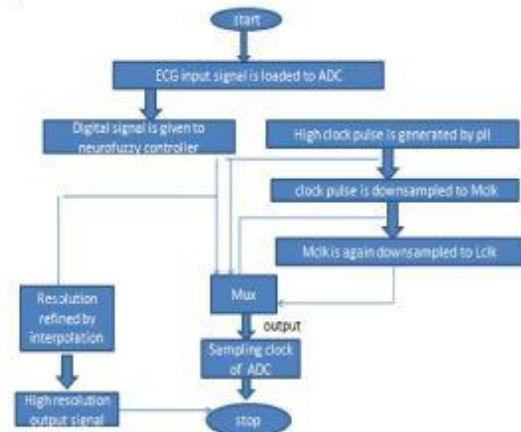 start
ECG input signal is loaded to ADC
Digital signal is given to
neurofuzzy controller
High clock pulse is generated by pll
clock pulse is downsampled to Mclk
Mclk is again downsampled to Lclk
Mux
output
Resolution
refined by
interpolation
Sampling clock
of ADC
High resolution
output signal
stop